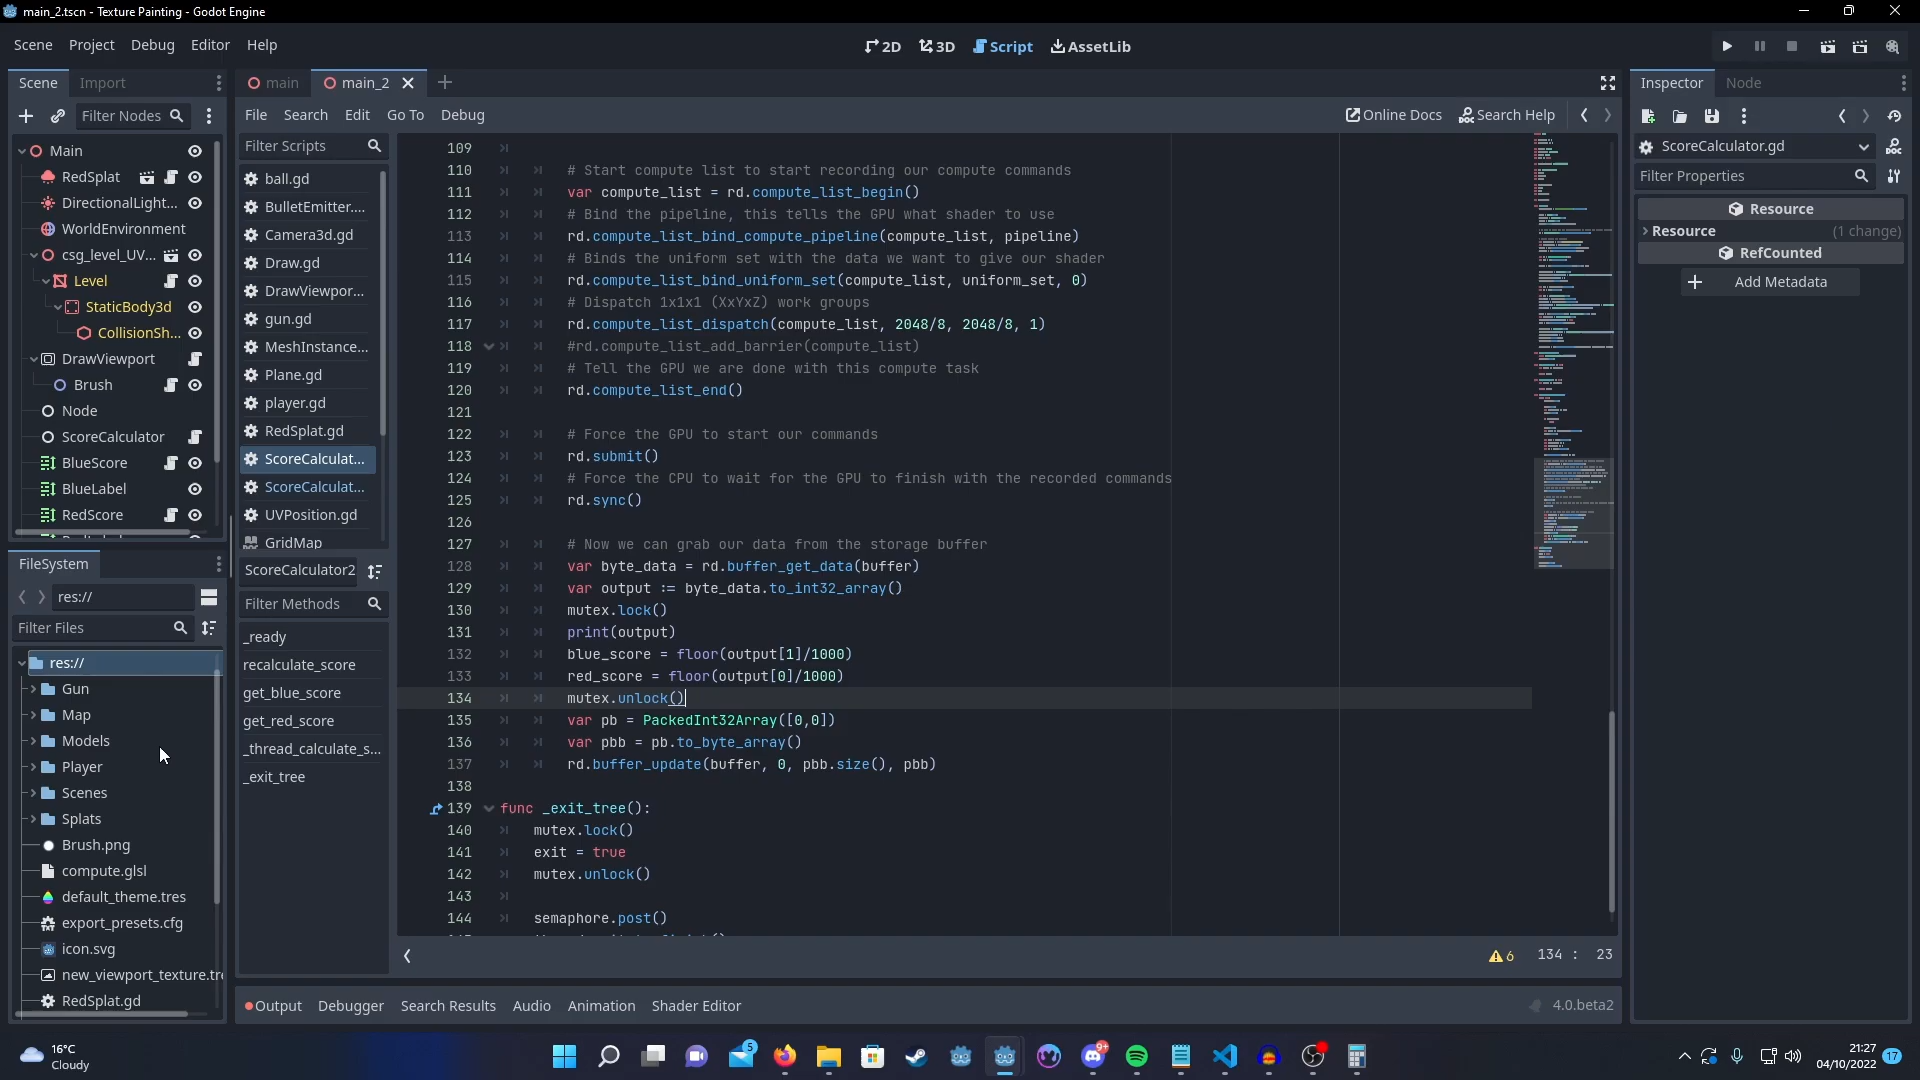 main_2.tscn - Texture Painting - Godot Engine
Scene Project Debug Editor Help
2D 3D Script AssetLib
Scene Import
Filter Nodes
Main
RedSplat
DirectionalLight...
WorldEnvironment
csg_level_UV...
Level
StaticBody3d
CollisionSh...
DrawViewport
Brush
Node
ScoreCalculator
BlueScore
BlueLabel
RedScore
FileSystem
res://
Filter Files
res://
Gun
Map
Models
Player
Scenes
Splats
Brush.png
compute.glsl
default_theme.tres
export_presets.cfg
icon.svg
new_viewport_texture.tre
RedSplat.gd
main main_2
File Search Edit Go To Debug
Online Docs Search Help
Filter Scripts
ball.gd
BulletEmitter....
Camera3d.gd
Draw.gd
DrawViewpor...
gun.gd
MeshInstance...
Plane.gd
player.gd
RedSplat.gd
ScoreCalculat...
ScoreCalculat...
UVPosition.gd
GridMap
ScoreCalculator2
Filter Methods
_ready
recalculate_score
get_blue_score
get_red_score
_thread_calculate_s...
_exit_tree
109
110 # Start compute list to start recording our compute commands
111 var compute_list = rd.compute_list_begin()
112 # Bind the pipeline, this tells the GPU what shader to use
113 rd.compute_list_bind_compute_pipeline(compute_list, pipeline)
114 # Binds the uniform set with the data we want to give our shader
115 rd.compute_list_bind_uniform_set(compute_list, uniform_set, 0)
116 # Dispatch 1x1x1 (XxYxZ) work groups
117 rd.compute_list_dispatch(compute_list, 2048/8, 2048/8, 1)
118 #rd.compute_list_add_barrier(compute_list)
119 # Tell the GPU we are done with this compute task
120 rd.compute_list_end()
121
122 # Force the GPU to start our commands
123 rd.submit()
124 # Force the CPU to wait for the GPU to finish with the recorded commands
125 rd.sync()
126
127 # Now we can grab our data from the storage buffer
128 var byte_data = rd.buffer_get_data(buffer)
129 var output := byte_data.to_int32_array()
130 mutex.lock()
131 print(output)
132 blue_score = floor(output[1]/1000)
133 red_score = floor(output[0]/1000)
134 mutex.unlock()
135 var pb = PackedInt32Array([0,0])
136 var pbb = pb.to_byte_array()
137 rd.buffer_update(buffer, 0, pbb.size(), pbb)
138
139 func _exit_tree():
140 mutex.lock()
141 exit = true
142 mutex.unlock()
143
144 semaphore.post()
6 134 : 23
Output Debugger Search Results Audio Animation Shader Editor 4.0.beta2
Inspector Node
ScoreCalculator.gd
Filter Properties
Resource
Resource (1 change)
RefCounted
Add Metadata
16°C
Cloudy
5
9+
21:27
04/10/2022
17